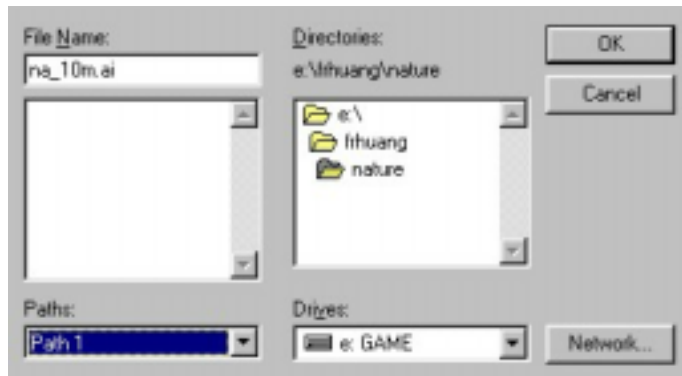 File Name:
na_10m.ai
Directories:
e:\frhuang\nature
OK
Cancel
e:\
frhuang
nature
Paths:
Path 1
Drives:
e: GAME
Network...